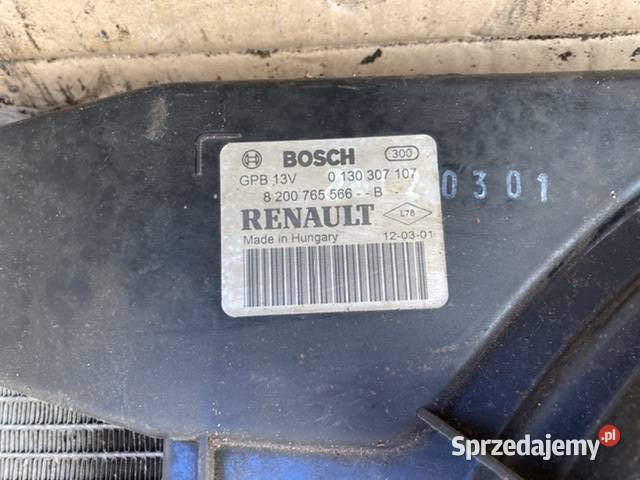 BOSCH 300
GPB 13V 0 130 307 107
8 200 765 566 - - B
RENAULT L78
Made in Hungary 12-03-01
0301
Sprzedajemy.pl